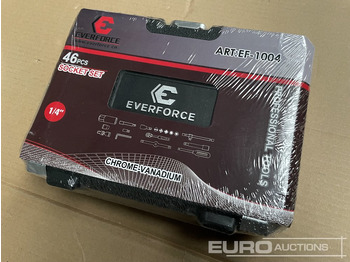 EVERFORCE
ART:EF-1004
46PCS
SOCKET SET
1/4"
EVERFORCE
PROFESSIONAL TOOLS
CHROME-VANADIUM
EURO AUCTIONS